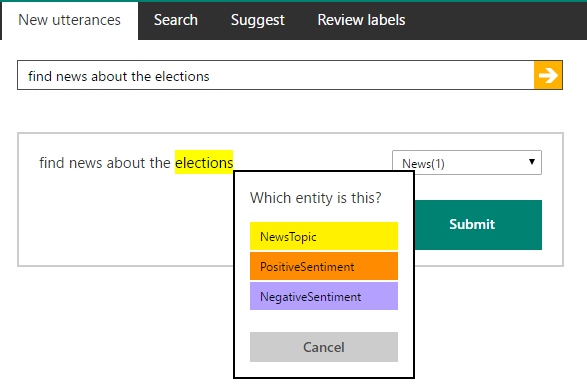 New utterances Search Suggest Review labels
find news about the elections
find news about the elections News(1)
Which entity is this?
NewsTopic
Submit
PositiveSentiment
NegativeSentiment
Cancel